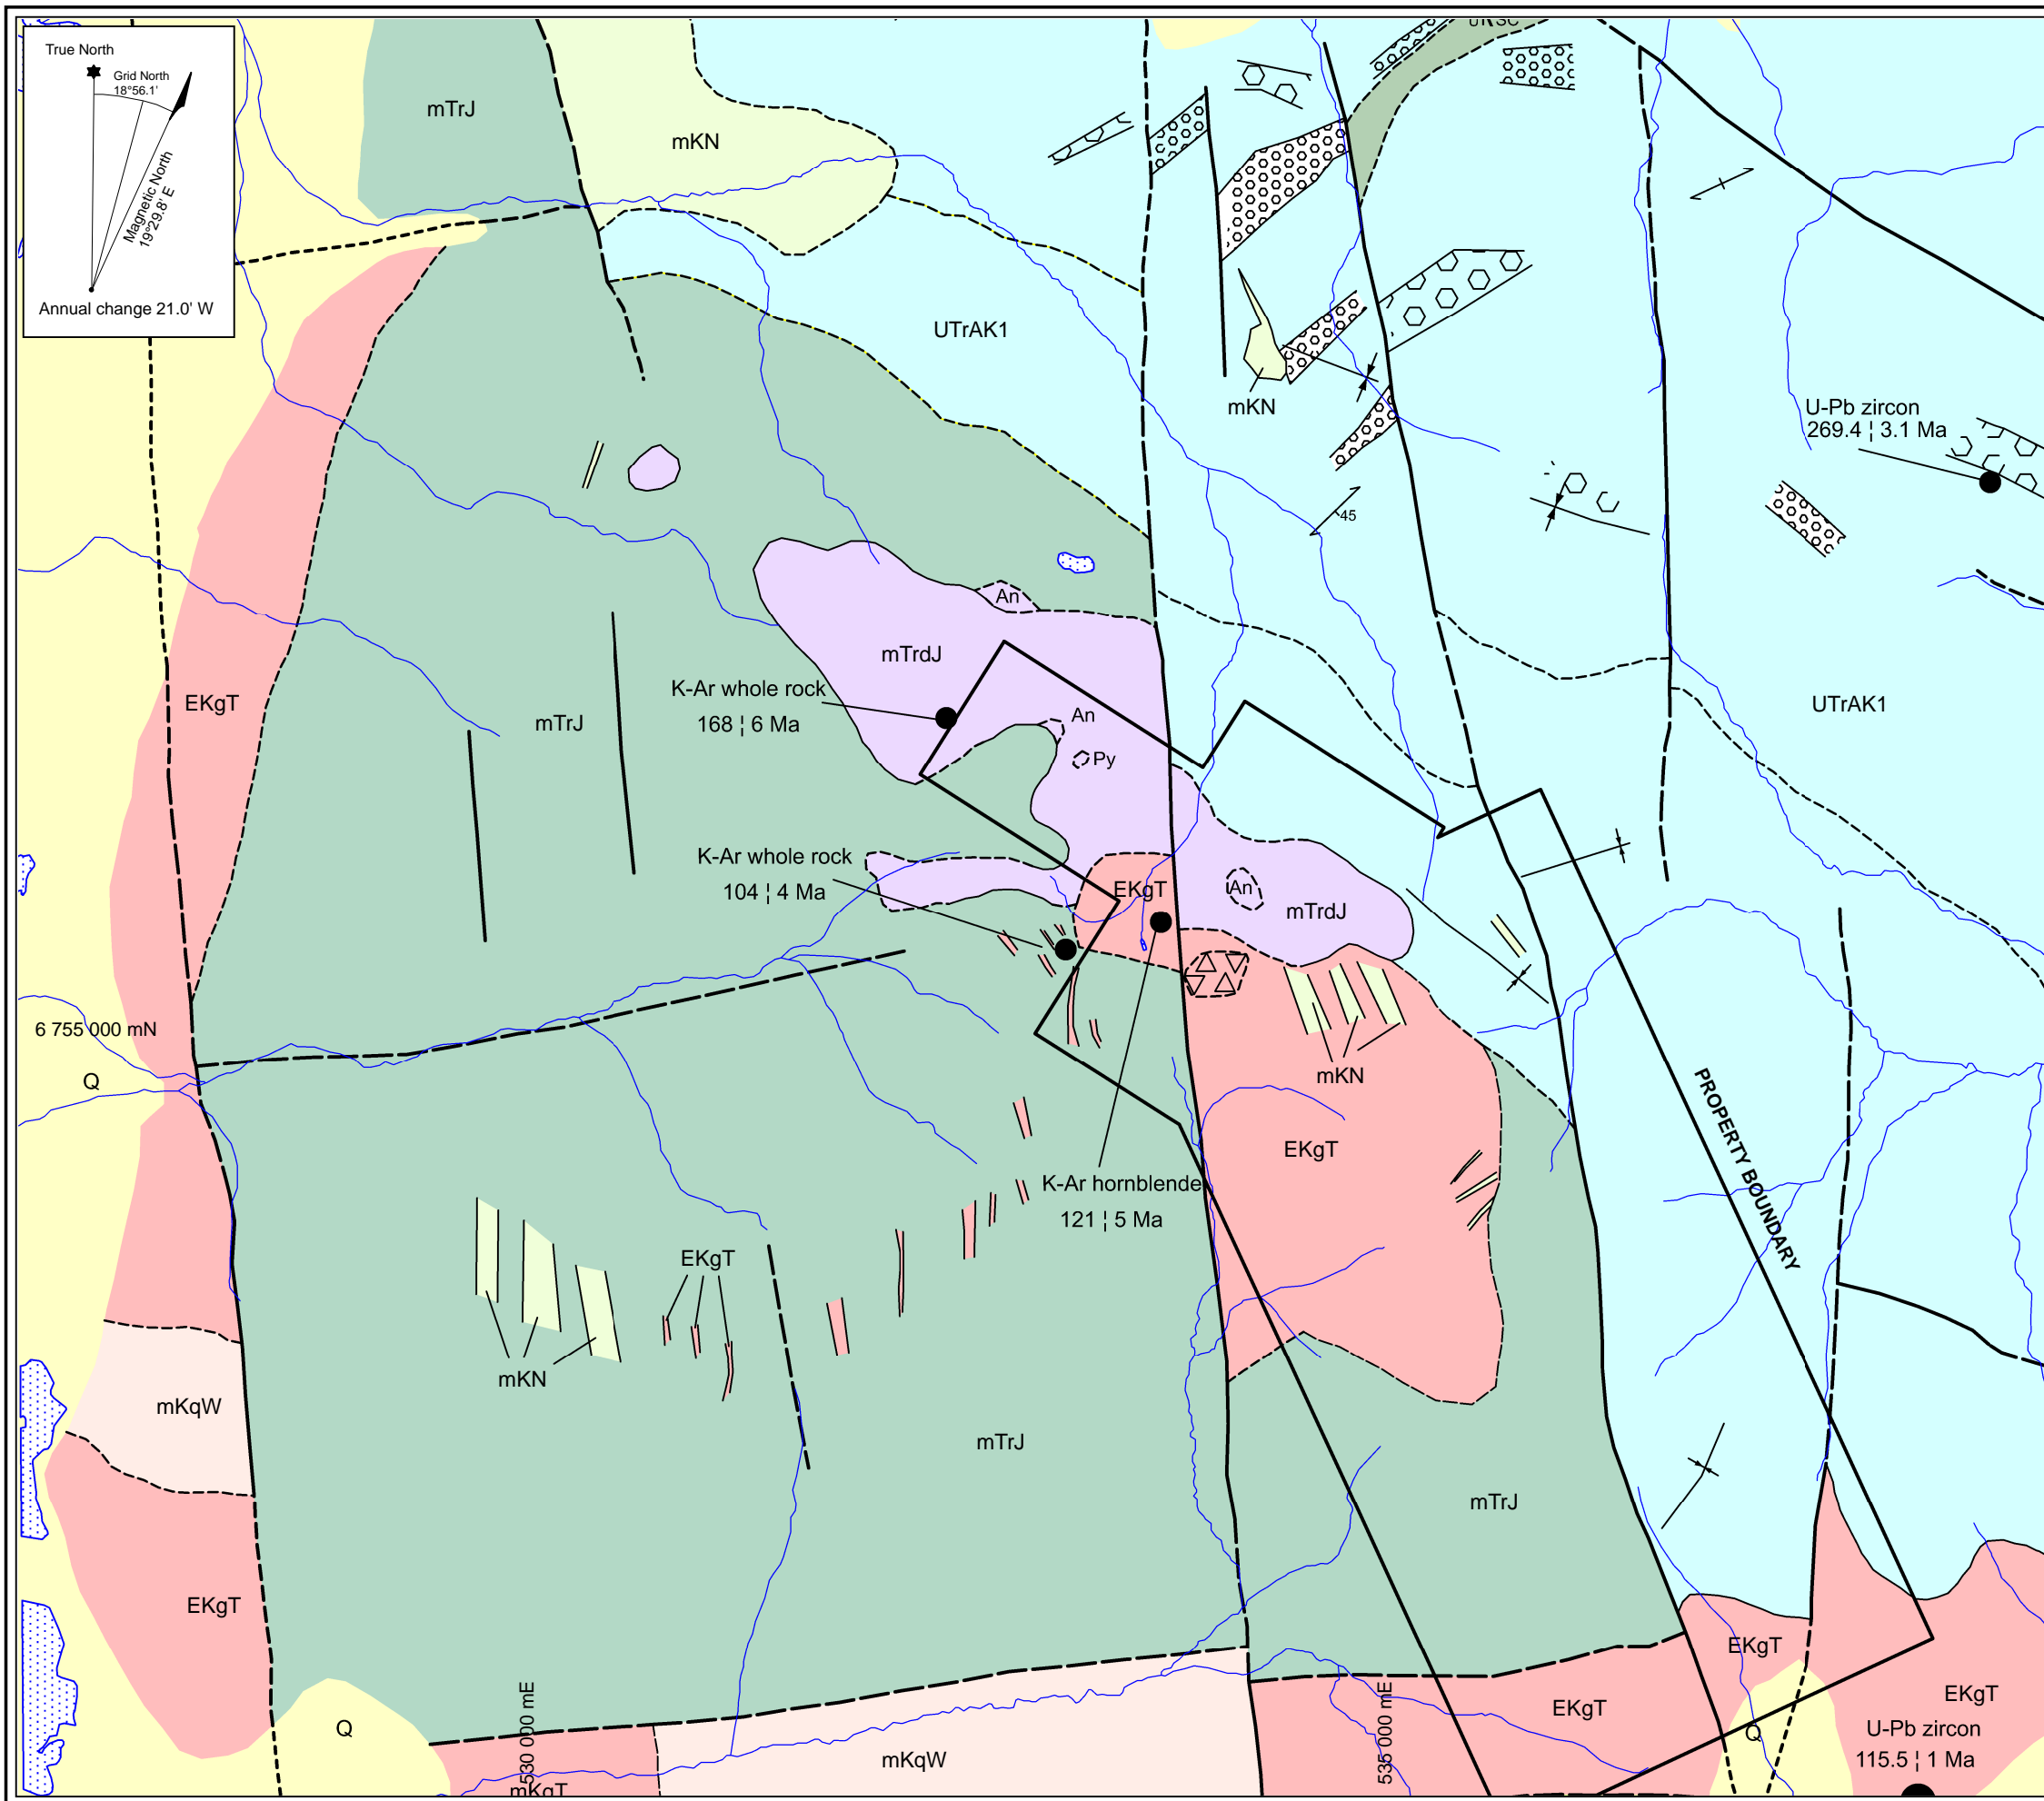 True North
Grid North
18°56.1'
Magnetic North
19°29.8' E
Annual change 21.0' W
mTrJ
mKN
UTrAK1
mKN
U-Pb zircon
269.4 ¦ 3.1 Ma
45
An
mTrdJ
K-Ar whole rock
168 ¦ 6 Ma
EKgT
mTrJ
An
Py
UTrAK1
K-Ar whole rock
104 ¦ 4 Ma
EKgT
An
mTrdJ
6 755 000 mN
Q
mKN
PROPERTY BOUNDARY
EKgT
K-Ar hornblende
121 ¦ 5 Ma
EKgT
mKN
mKqW
mTrJ
mTrJ
EKgT
EKgT
EKgT
EKgT
Q
530 000 mE
535 000 mE
Q
U-Pb zircon
115.5 ¦ 1 Ma
mKqW
mKgT